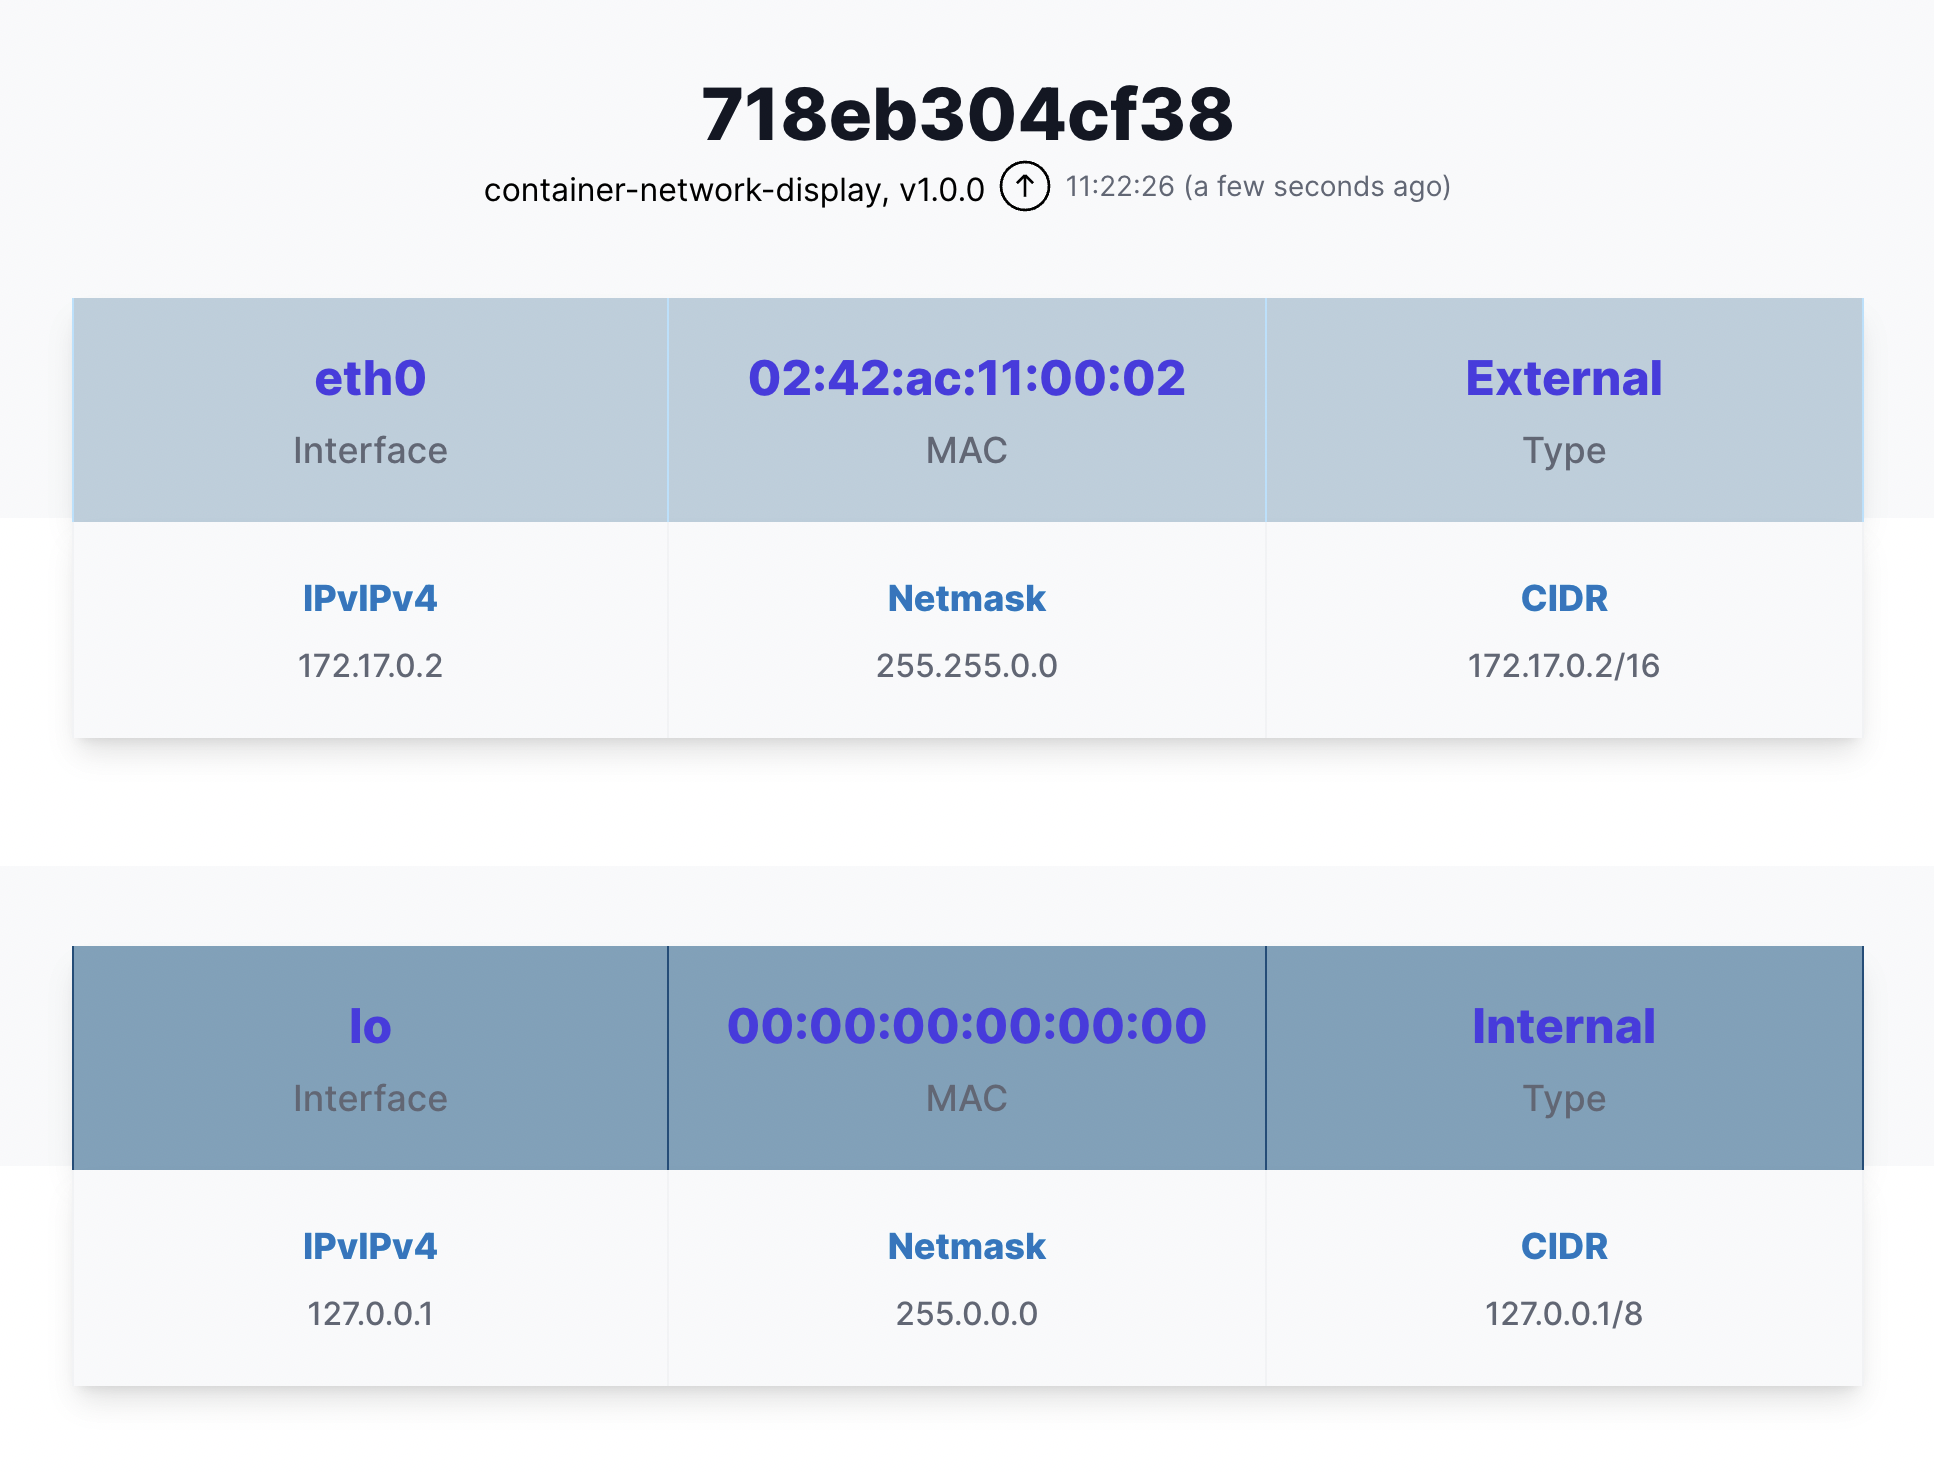 718eb304cf38
container-network-display, v1.0.0 11:22:26 (a few seconds ago)
eth0 02:42:ac:11:00:02 External
Interface MAC Type
IPvIPv4 Netmask CIDR
172.17.0.2 255.255.0.0 172.17.0.2/16
lo 00:00:00:00:00:00 Internal
Interface MAC Type
IPvIPv4 Netmask CIDR
127.0.0.1 255.0.0.0 127.0.0.1/8